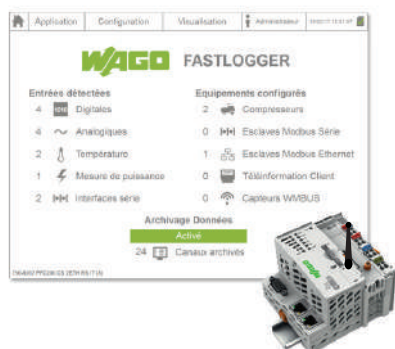 Application Configuration Visualisation Administrateur
WAGO FASTLOGGER
Entrées détectées Equipements configurés
4 Digitales 2 Compresseurs
4 Analogiques 0 Esclaves Modbus Série
2 Température 1 Esclaves Modbus Ethernet
1 Mesure de puissance 0 Téléinformation Client
2 Interfaces série 0 Capteurs WMBUS
Archivage Données
Activé
24 Canaux archivés
WAGO